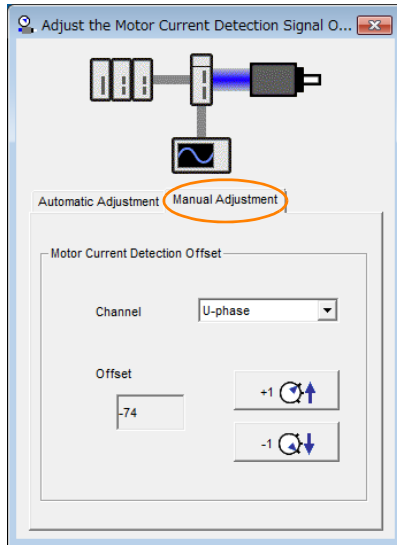 Adjust the Motor Current Detection Signal O...
Automatic Adjustment Manual Adjustment
Motor Current Detection Offset
Channel U-phase
Offset
-74
+1
-1